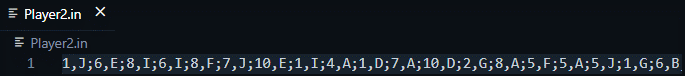 Player2.in ×
Player2.in
1 1,J;6,E;8,I;6,I;8,F;7,J;10,E;1,I;4,A;1,D;7,A;10,D;2,G;8,A;5,F;5,A;5,J;1,G;6,B